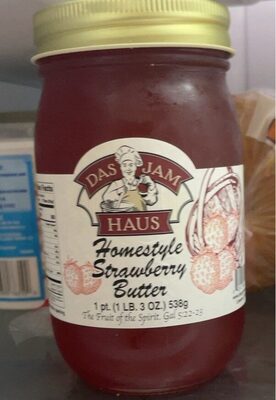 DAS JAM
HAUS
Homestyle
Strawberry
Butter
1 pt. (1 LB. 3 OZ.) 538g
The Fruit of the Spirit. Gal 5:22-23